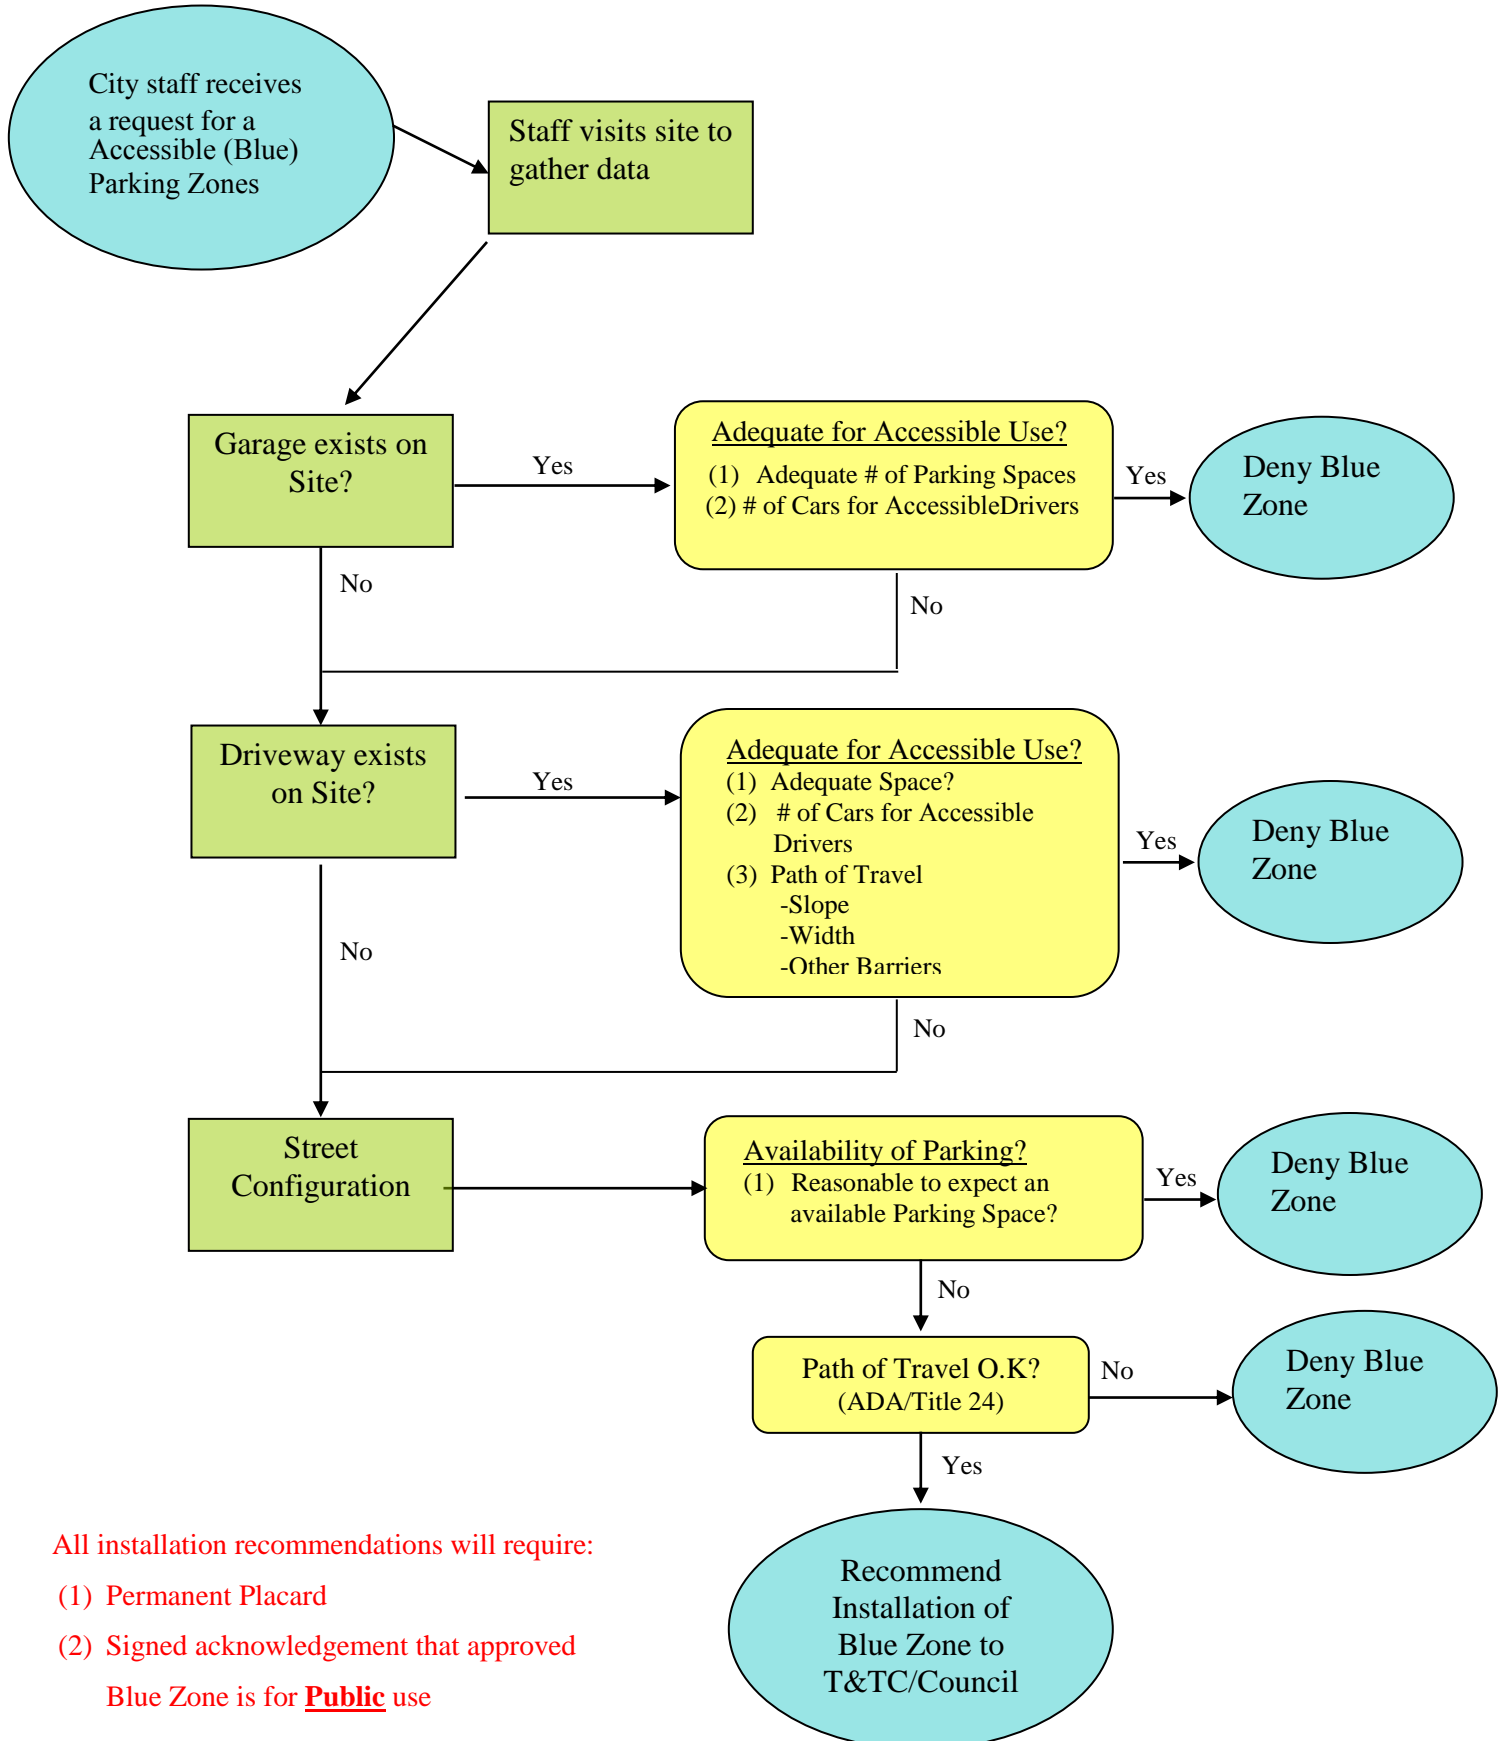 City staff receives
a request for a
Accessible (Blue)
Parking Zones
Staff visits site to
gather data
Garage exists on
Site?
Yes
Adequate for Accessible Use?
(1) Adequate # of Parking Spaces
(2) # of Cars for AccessibleDrivers
Yes
Deny Blue
Zone
No
No
Driveway exists
on Site?
Yes
Adequate for Accessible Use?
(1) Adequate Space?
(2) # of Cars for Accessible
Drivers
(3) Path of Travel
-Slope
-Width
-Other Barriers
Yes
Deny Blue
Zone
No
No
Street
Configuration
Availability of Parking?
(1) Reasonable to expect an
available Parking Space?
Yes
Deny Blue
Zone
No
Path of Travel O.K?
(ADA/Title 24)
No
Deny Blue
Zone
Yes
Recommend
Installation of
Blue Zone to
T&TC/Council
All installation recommendations will require:
(1) Permanent Placard
(2) Signed acknowledgement that approved
Blue Zone is for Public use